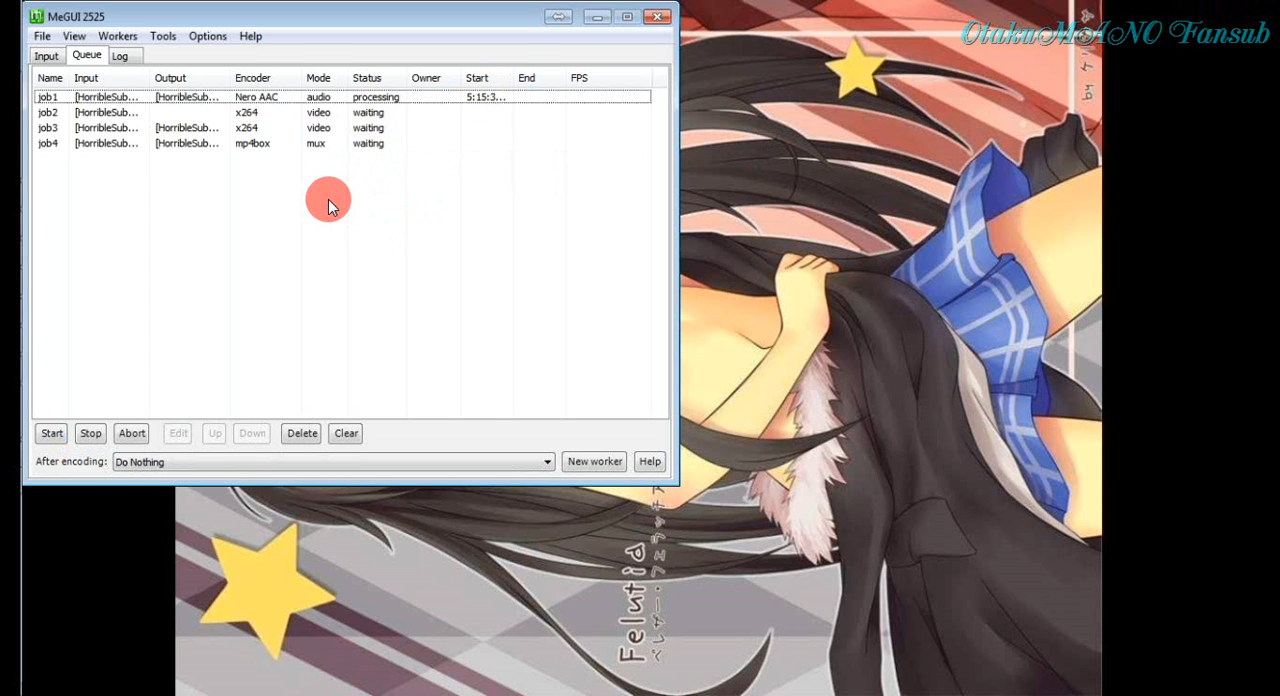 MeGUI 2525
OtakuMANO Fansub
File View Workers Tools Options Help
Input Queue Log
Name Input Output Encoder Mode Status Owner Start End FPS
job1 [HorribleSub... [HorribleSub... Nero AAC audio processing 5:15:3...
job2 [HorribleSub... x264 video waiting
job3 [HorribleSub... [HorribleSub... x264 video waiting
job4 [HorribleSub... [HorribleSub... mp4box mux waiting
Start Stop Abort Edit Up Down Delete Clear
After encoding: Do Nothing New worker Help
Felutia